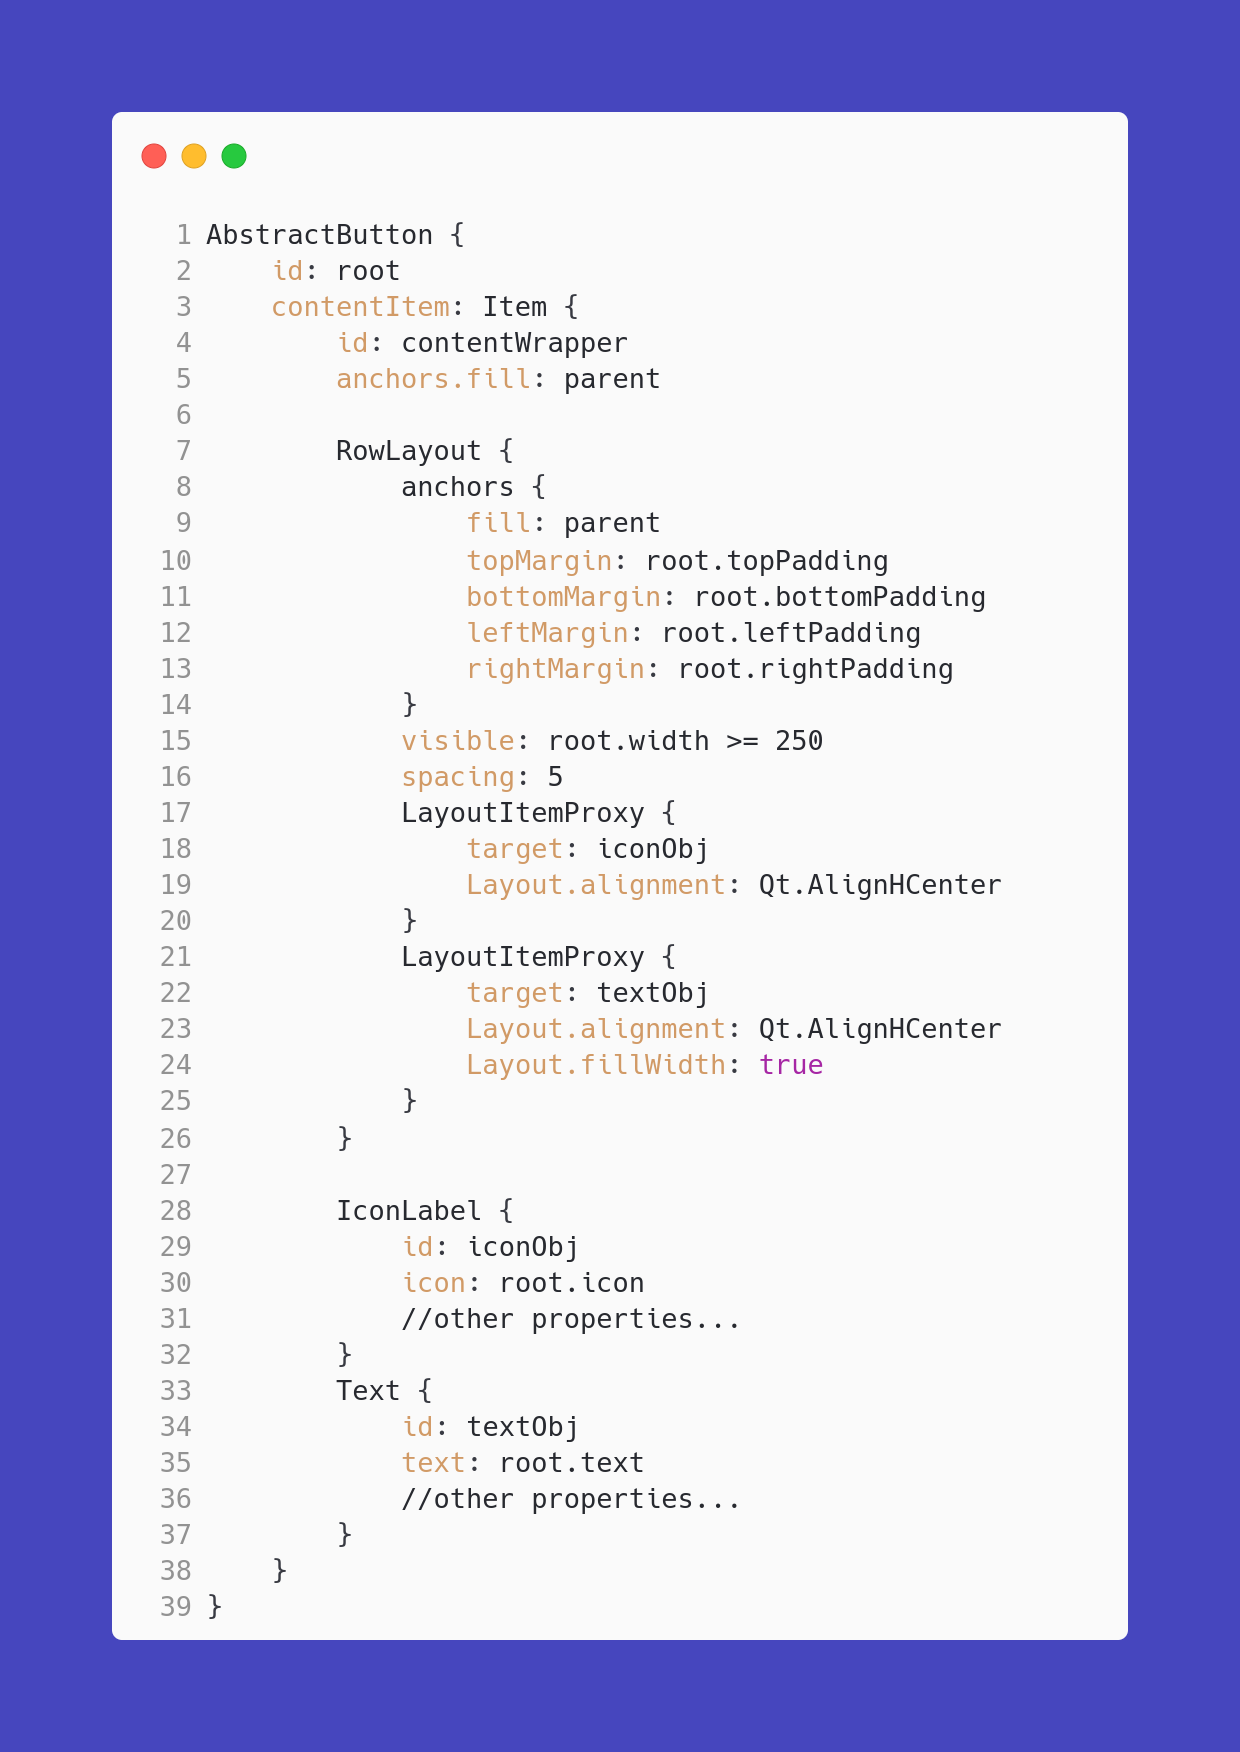 1 AbstractButton {
2     id: root
3     contentItem: Item {
4         id: contentWrapper
5         anchors.fill: parent
6
7         RowLayout {
8             anchors {
9                 fill: parent
10                 topMargin: root.topPadding
11                 bottomMargin: root.bottomPadding
12                 leftMargin: root.leftPadding
13                 rightMargin: root.rightPadding
14             }
15             visible: root.width >= 250
16             spacing: 5
17             LayoutItemProxy {
18                 target: iconObj
19                 Layout.alignment: Qt.AlignHCenter
20             }
21             LayoutItemProxy {
22                 target: textObj
23                 Layout.alignment: Qt.AlignHCenter
24                 Layout.fillWidth: true
25             }
26         }
27
28         IconLabel {
29             id: iconObj
30             icon: root.icon
31             //other properties...
32         }
33         Text {
34             id: textObj
35             text: root.text
36             //other properties...
37         }
38     }
39 }